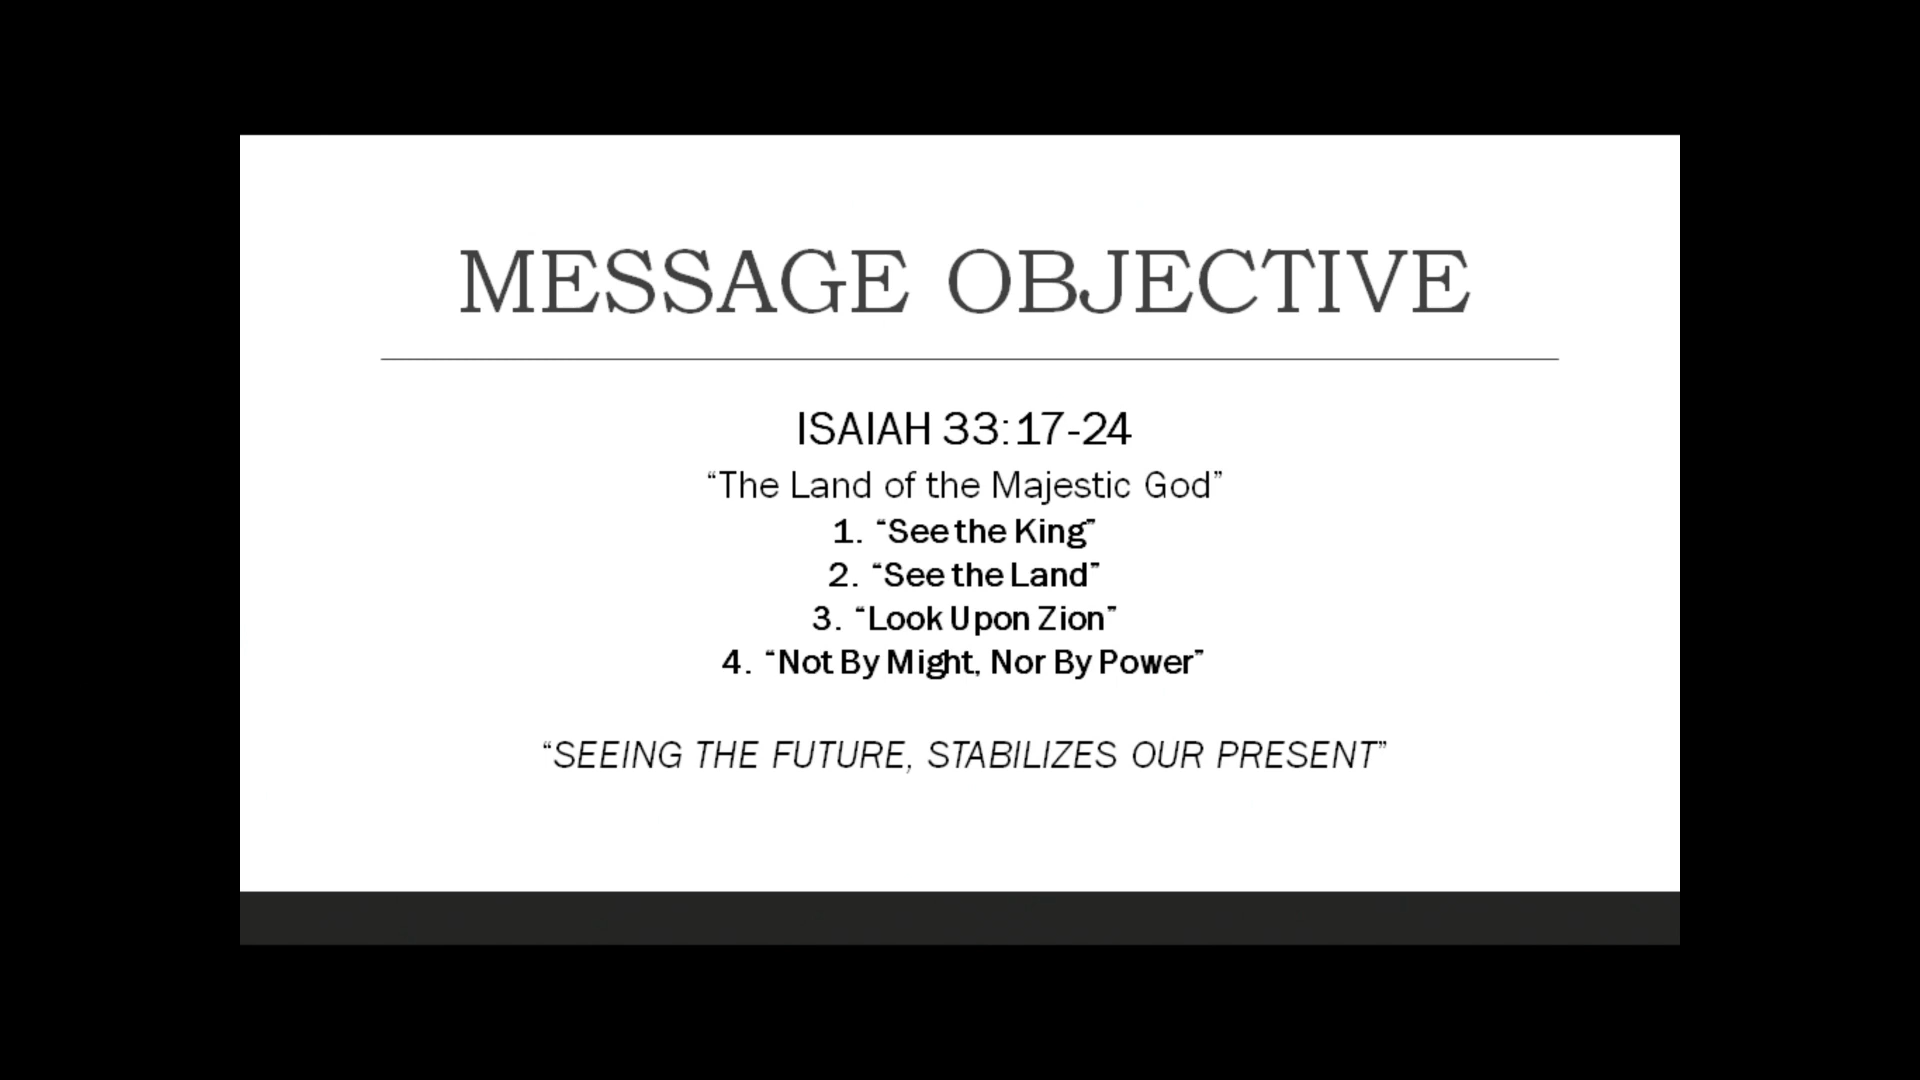 MESSAGE OBJECTIVE
ISAIAH 33:17-24
“The Land of the Majestic God”
1. “See the King”
2. “See the Land”
3. “Look Upon Zion”
4. “Not By Might, Nor By Power”
“SEEING THE FUTURE, STABILIZES OUR PRESENT”